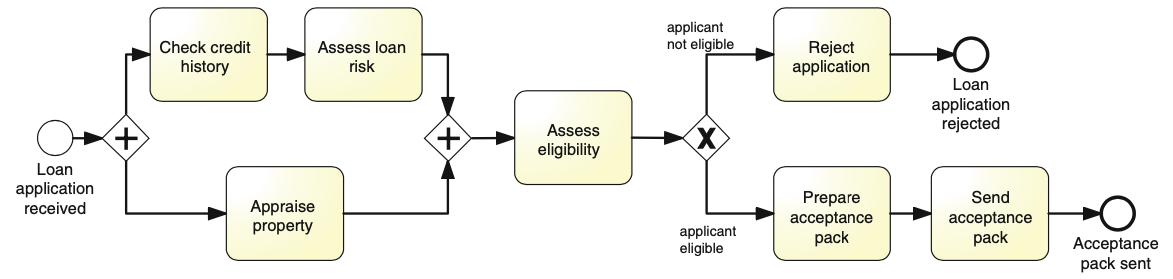 Loan
application
received
Check credit
history
Assess loan
risk
Appraise
property
Assess
eligibility
X
applicant
not eligible
Reject
application
Loan
application
rejected
applicant
eligible
Prepare
acceptance
pack
Send
acceptance
pack
Acceptance
pack sent